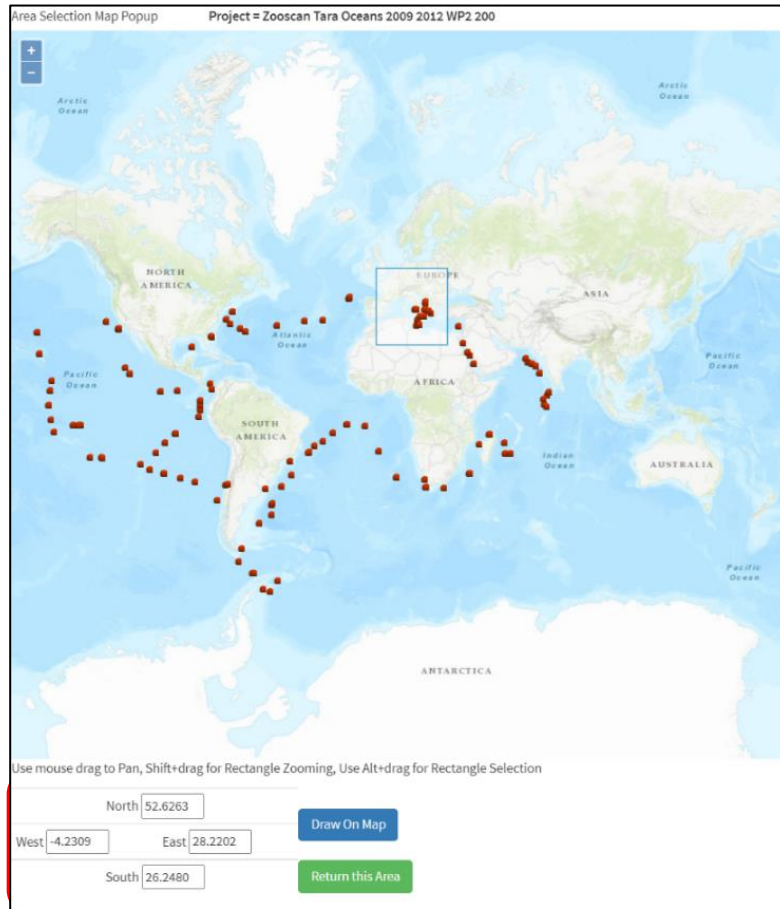 Area Selection Map Popup Project = Zooscan Tara Oceans 2009 2012 WP2 200
+
−
Arctic
Ocean
Arctic
Ocean
NORTH
AMERICA
EUROPE
ASIA
Atlantic
Ocean
Pacific
Ocean
Pacific
Ocean
AFRICA
SOUTH
AMERICA
Indian
Ocean
AUSTRALIA
Pacific
Ocean
ANTARCTICA
Use mouse drag to Pan, Shift+drag for Rectangle Zooming, Use Alt+drag for Rectangle Selection
North 52.6263
Draw On Map
West -4.2309 East 28.2202
South 26.2480
Return this Area